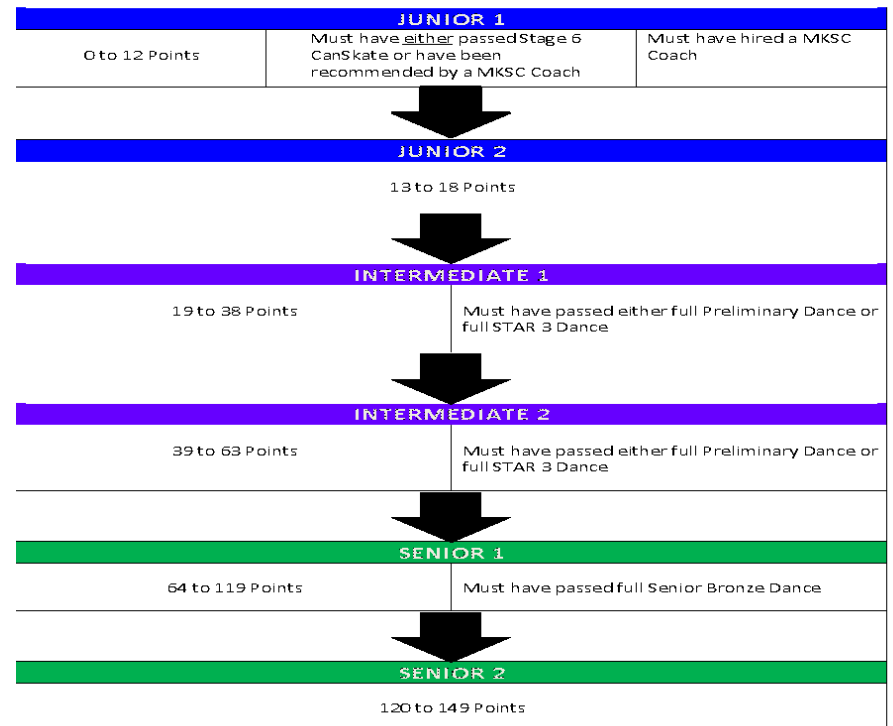 JUNIOR 1
0 to 12 Points
Must have either passed Stage 6
CanSkate or have been
recommended by a MKSC Coach
Must have hired a MKSC
Coach
JUNIOR 2
13 to 18 Points
INTERMEDIATE 1
19 to 38 Points
Must have passed either full Preliminary Dance or
full STAR 3 Dance
INTERMEDIATE 2
39 to 63 Points
Must have passed either full Preliminary Dance or
full STAR 3 Dance
SENIOR 1
64 to 119 Points
Must have passed full Senior Bronze Dance
SENIOR 2
120 to 149 Points